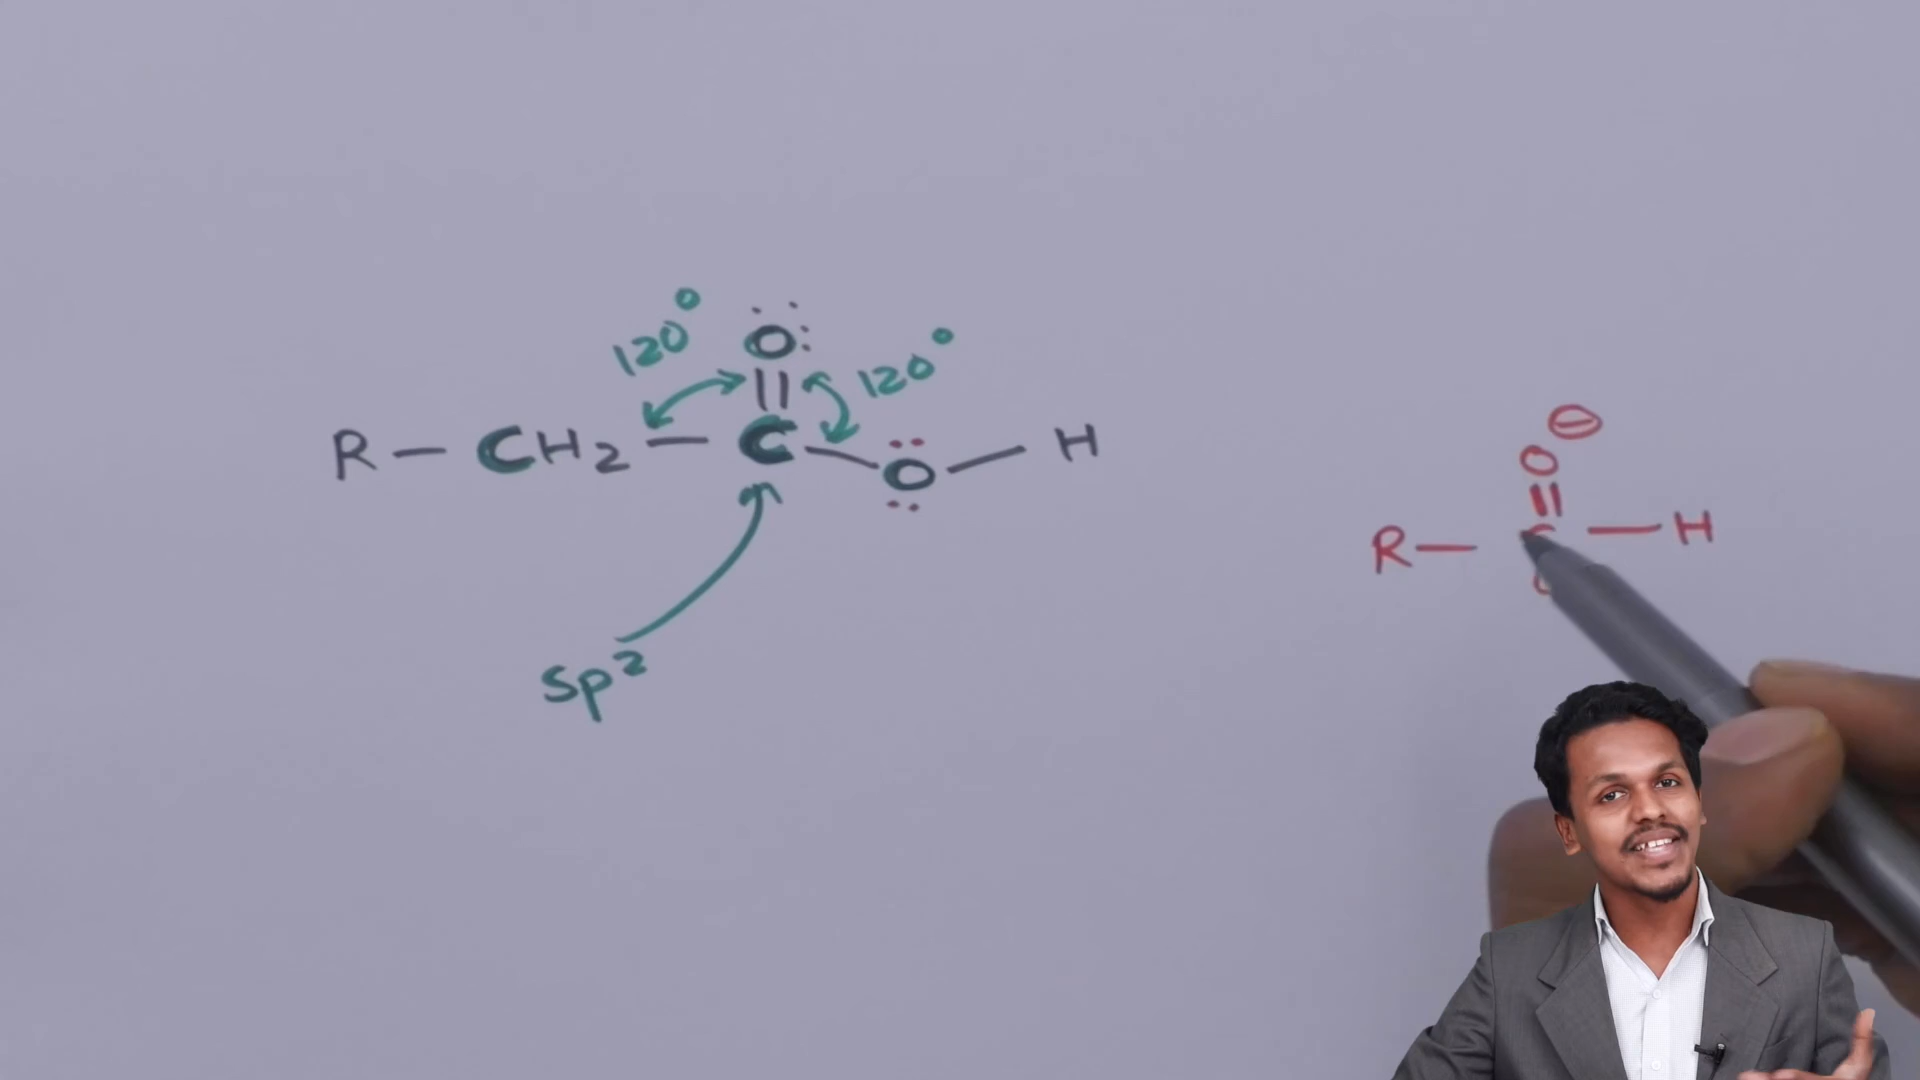 120° O 120°
||
R - CH2 - C - O - H
sp²
⊖
O
||
R - C - H